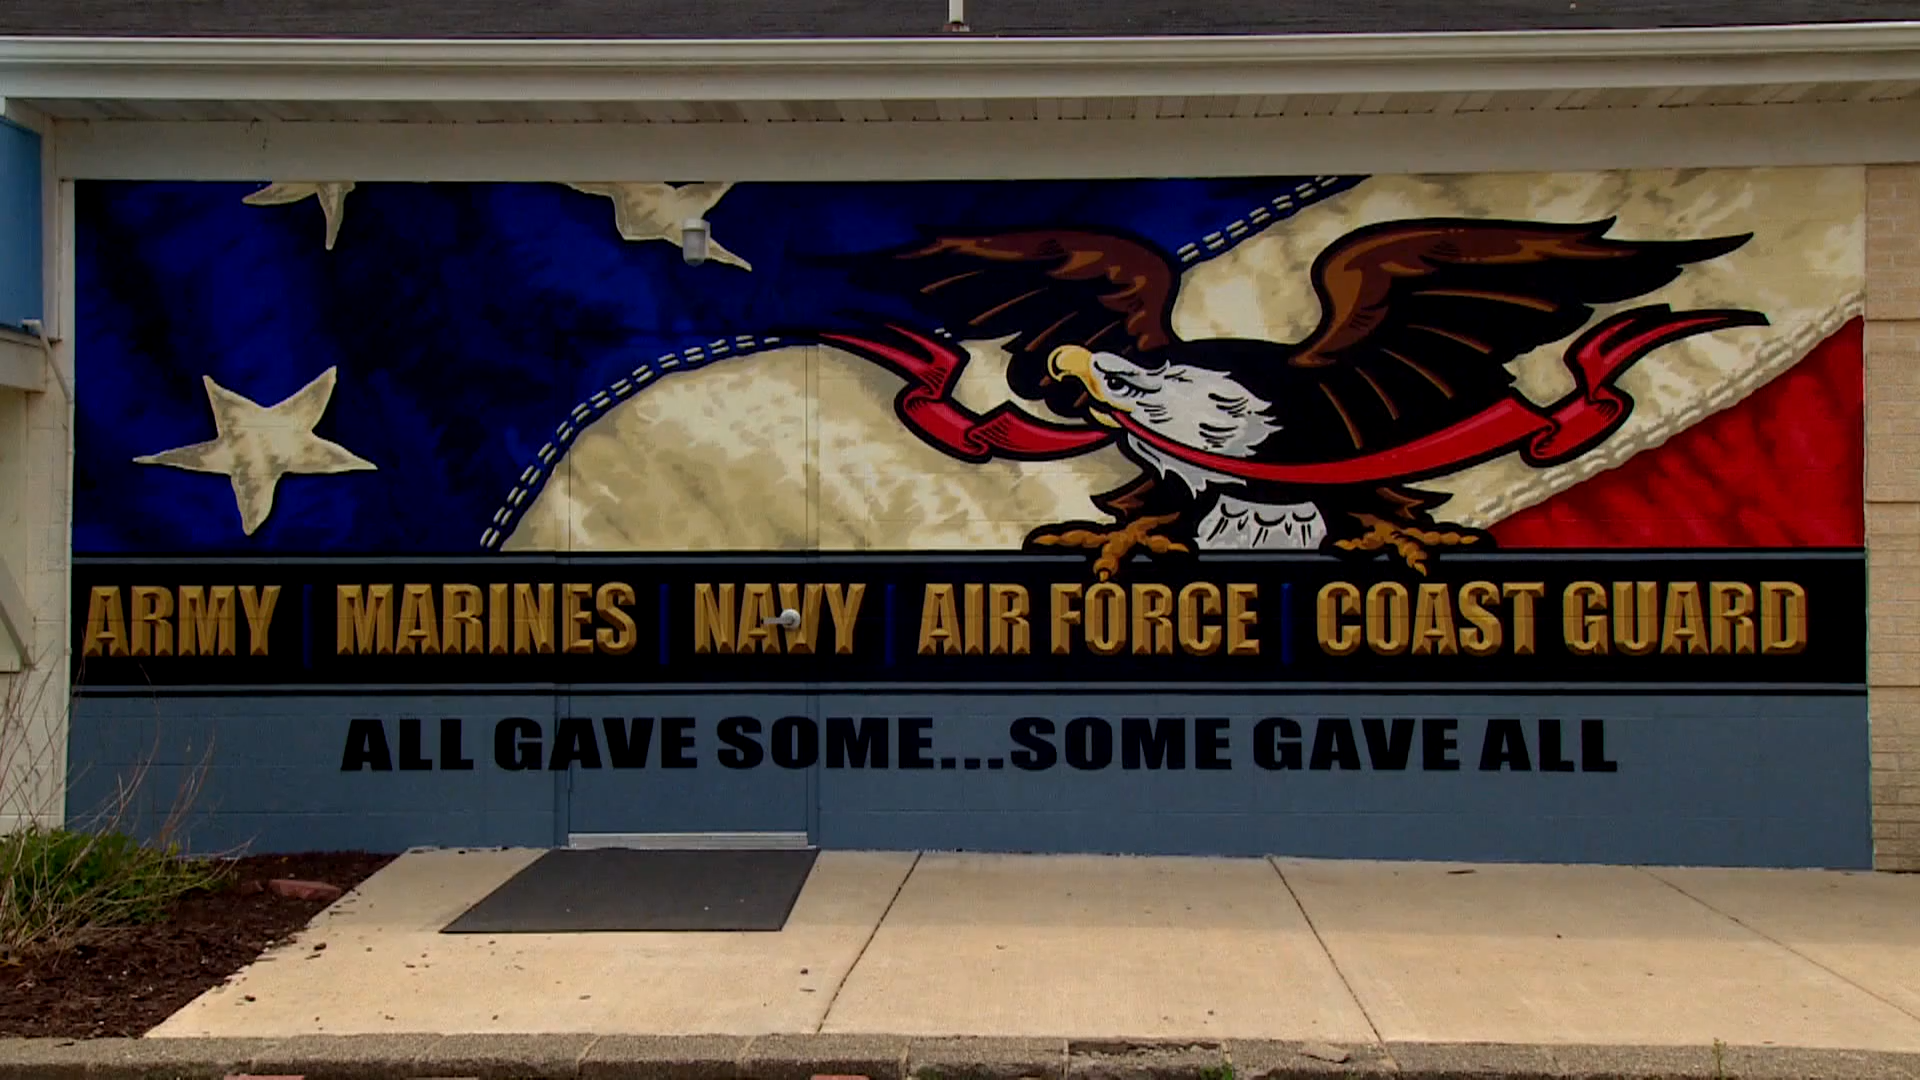 ARMY | MARINES | NAVY | AIR FORCE | COAST GUARD
ALL GAVE SOME...SOME GAVE ALL